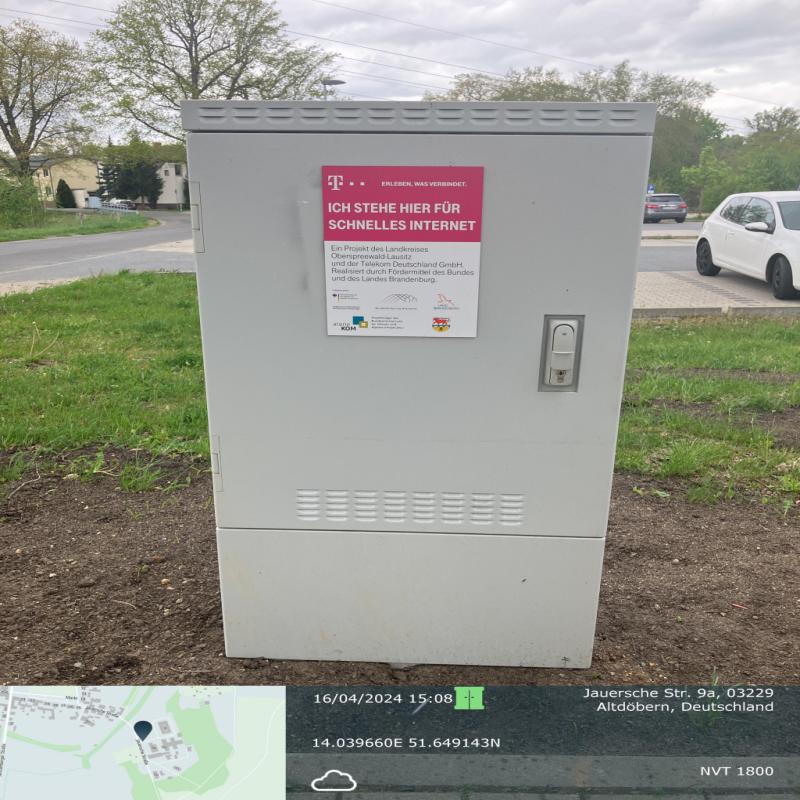 T
ERLEBEN, WAS VERBINDET.
ICH STEHE HIER FÜR
SCHNELLES INTERNET
Ein Projekt des Landkreises
Oberspreewald-Lausitz
und der Telekom Deutschland GmbH.
Realisiert durch Fördermittel des Bundes
und des Landes Brandenburg.
atene
KOM
16/04/2024 15:08
Jauersche Str. 9a, 03229
Altdöbern, Deutschland
14.039660E 51.649143N
NVT 1800